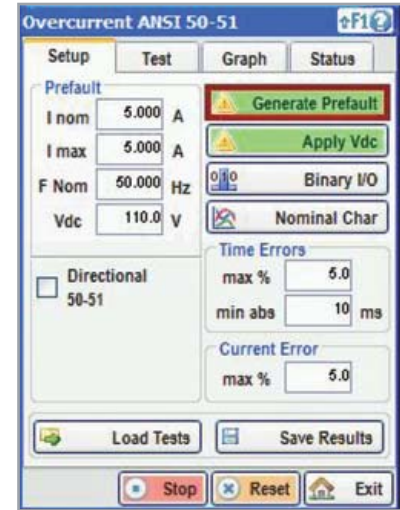 Overcurrent ANSI 50-51 F1 ?
Setup Test Graph Status
Prefault
I nom 5.000 A
I max 5.000 A
F Nom 50.000 Hz
Vdc 110.0 V
Directional
50-51
Generate Prefault
Apply Vdc
010 Binary I/O
Nominal Char
Time Errors
max % 5.0
min abs 10 ms
Current Error
max % 5.0
Load Tests Save Results
Stop Reset Exit